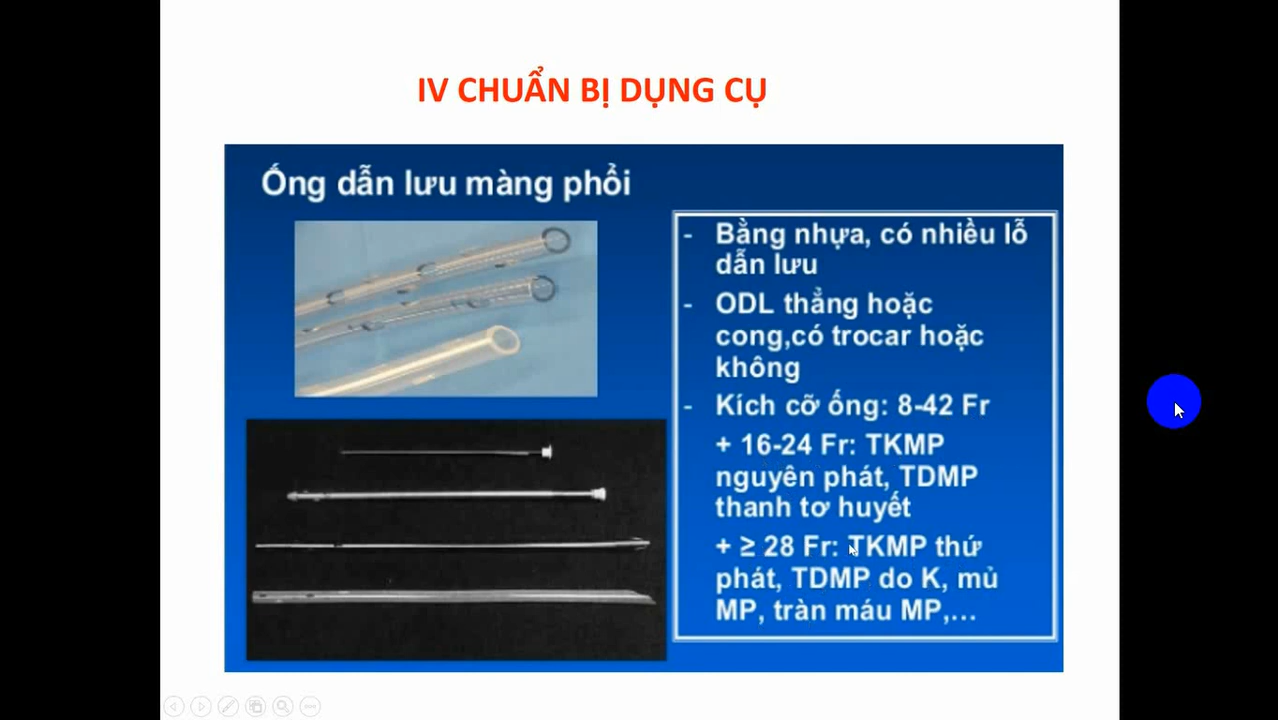 IV CHUẨN BỊ DỤNG CỤ
Ống dẫn lưu màng phổi
- Bằng nhựa, có nhiều lỗ
dẫn lưu
- ODL thẳng hoặc
cong,có trocar hoặc
không
- Kích cỡ ống: 8-42 Fr
+ 16-24 Fr: TKMP
nguyên phát, TDMP
thanh tơ huyết
+ ≥ 28 Fr: TKMP thứ
phát, TDMP do K, mủ
MP, tràn máu MP,...